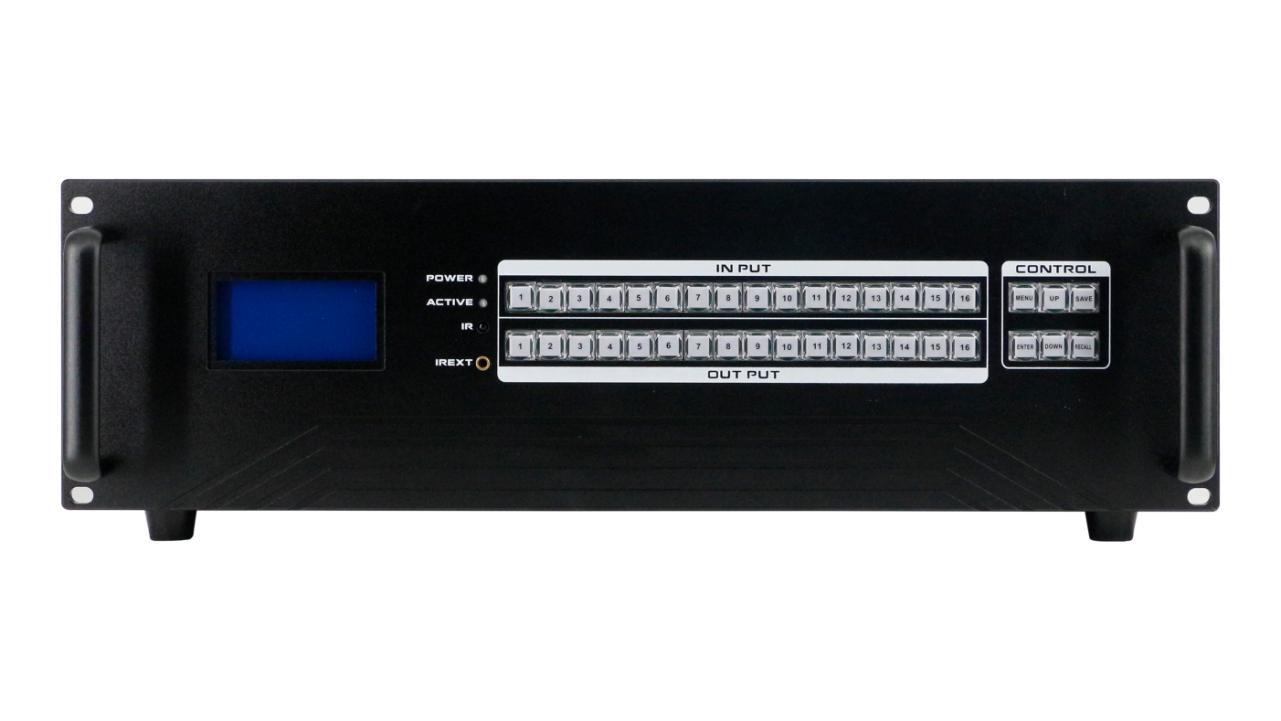 POWER
ACTIVE
IR
IREXT
IN PUT
1 2 3 4 5 6 7 8 9 10 11 12 13 14 15 16
1 2 3 4 5 6 7 8 9 10 11 12 13 14 15 16
OUT PUT
CONTROL
MENU UP SAVE
ENTER DOWN RECALL